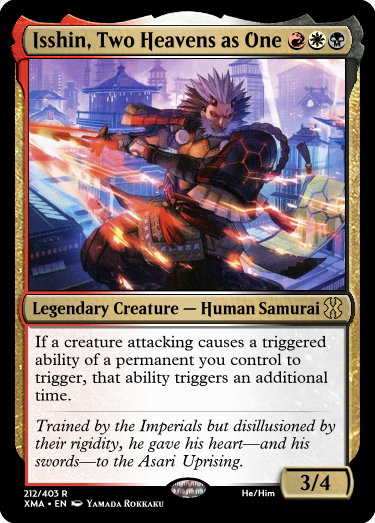 Isshin, Two Heavens as One
Legendary Creature — Human Samurai
If a creature attacking causes a triggered
ability of a permanent you control to
trigger, that ability triggers an additional
time.
Trained by the Imperials but disillusioned by
their rigidity, he gave his heart—and his
swords—to the Asari Uprising.
3/4
212/403 R
He/Him
XMA • EN Yamada Rokkaku